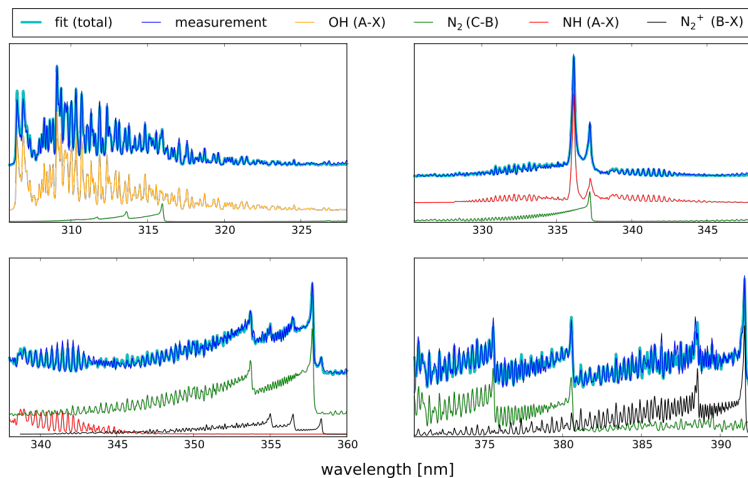 fit (total) measurement OH (A-X) N₂ (C-B) NH (A-X) N₂⁺ (B-X)
310 315 320 325
330 335 340 345
340 345 350 355 360
375 380 385 390
wavelength [nm]